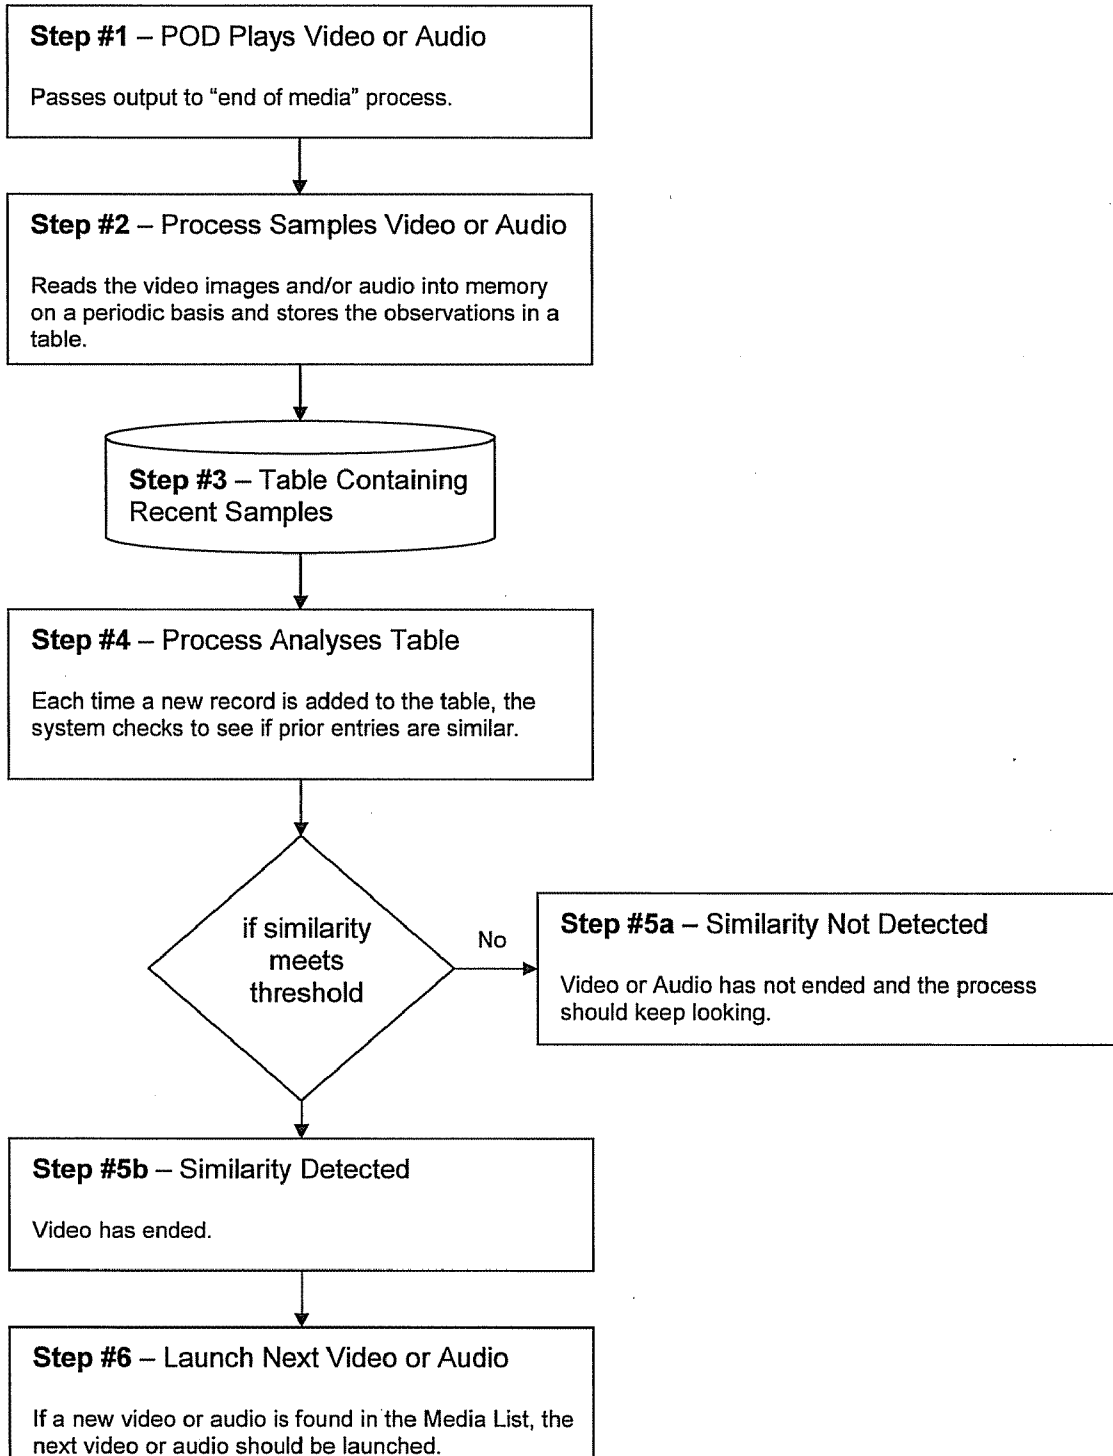 Step #1 – POD Plays Video or Audio
Passes output to “end of media” process.
Step #2 – Process Samples Video or Audio
Reads the video images and/or audio into memory
on a periodic basis and stores the observations in a
table.
Step #3 – Table Containing
Recent Samples
Step #4 – Process Analyses Table
Each time a new record is added to the table, the
system checks to see if prior entries are similar.
if similarity
meets
threshold
No
Step #5a – Similarity Not Detected
Video or Audio has not ended and the process
should keep looking.
Step #5b – Similarity Detected
Video has ended.
Step #6 – Launch Next Video or Audio
If a new video or audio is found in the Media List, the
next video or audio should be launched.